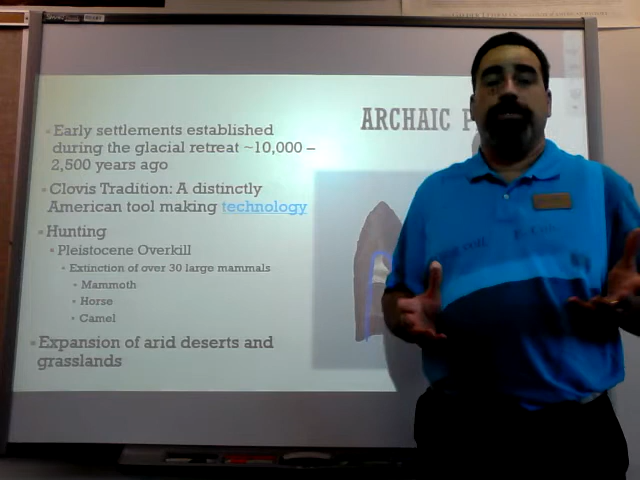 ARCHAIC P
Early settlements established
during the glacial retreat ~10,000 –
2,500 years ago
Clovis Tradition: A distinctly
American tool making technology
Hunting
Pleistocene Overkill
Extinction of over 30 large mammals
Mammoth
Horse
Camel
Expansion of arid deserts and
grasslands